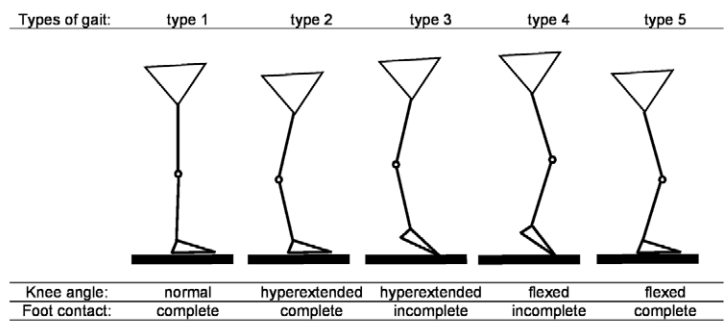 Types of gait: type 1 type 2 type 3 type 4 type 5
Knee angle: normal hyperextended hyperextended flexed flexed
Foot contact: complete complete incomplete incomplete complete